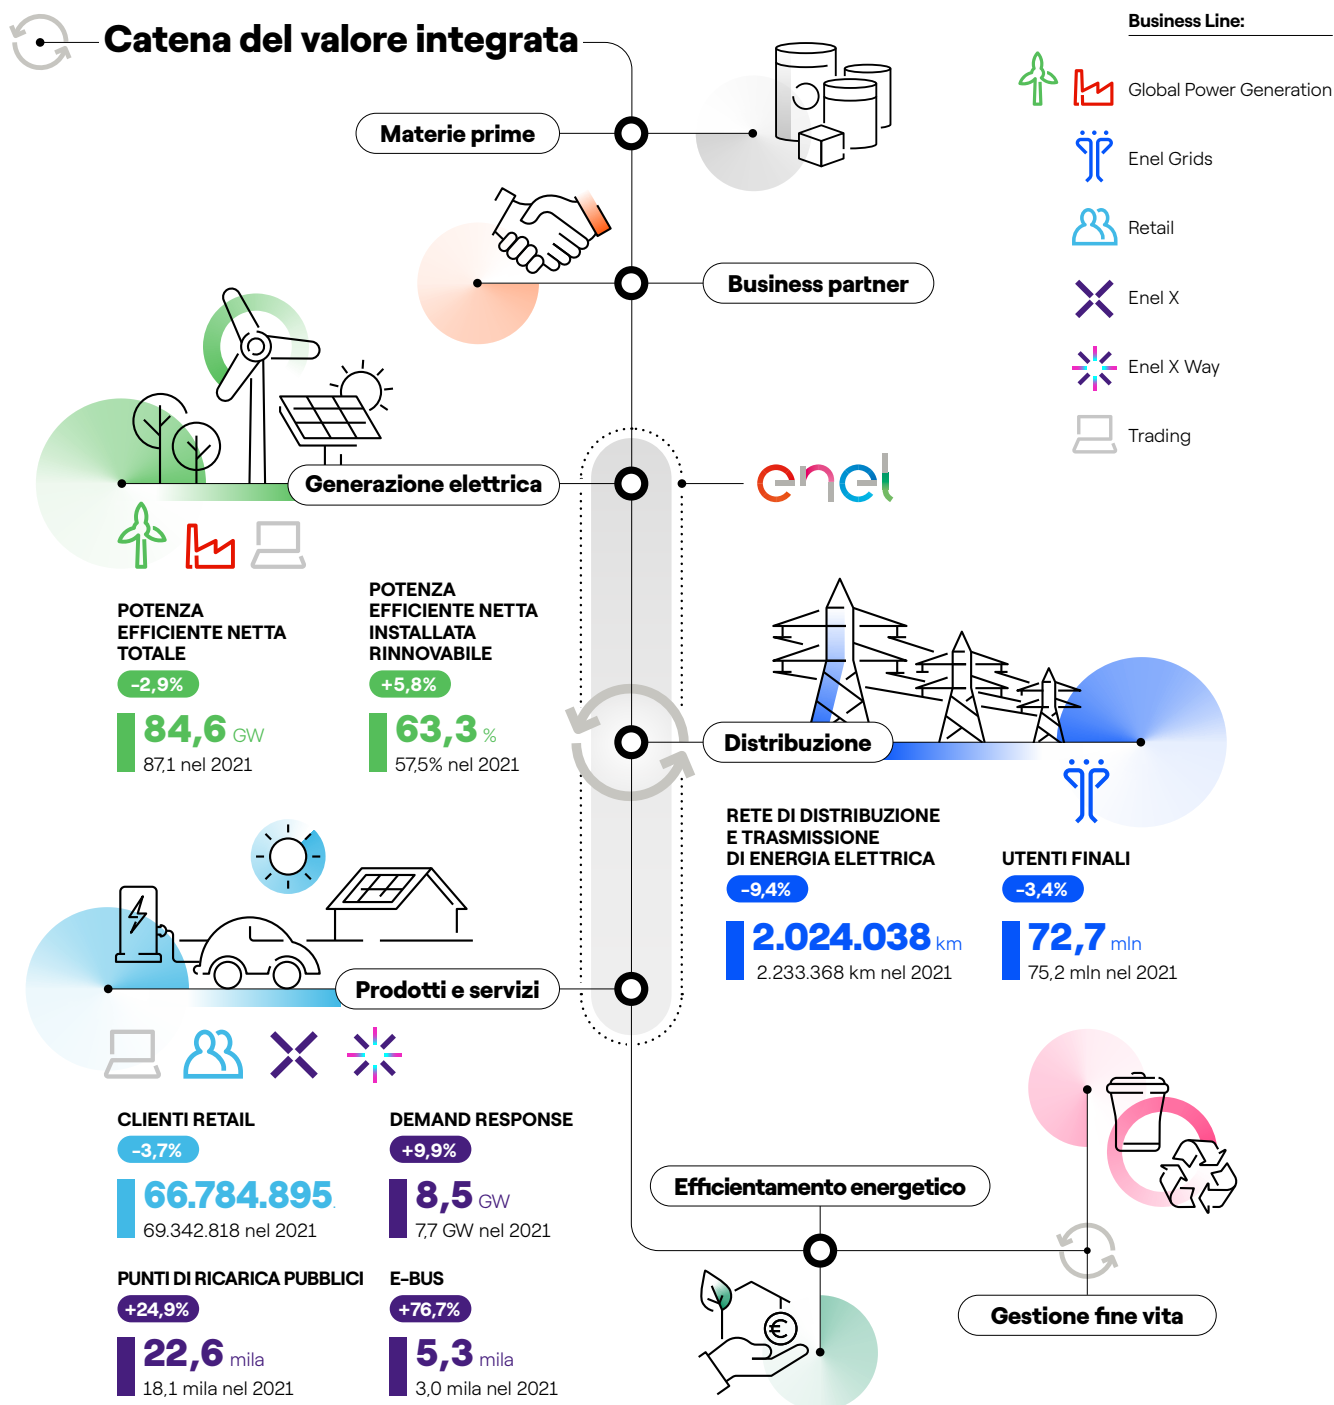 Catena del valore integrata
Business Line:
Global Power Generation
Enel Grids
Retail
Enel X
Enel X Way
Trading
Materie prime
Business partner
Generazione elettrica
enel
POTENZA
EFFICIENTE NETTA
TOTALE
-2,9%
84,6 GW
87,1 nel 2021
POTENZA
EFFICIENTE NETTA
INSTALLATA
RINNOVABILE
+5,8%
63,3 %
57,5% nel 2021
Distribuzione
RETE DI DISTRIBUZIONE
E TRASMISSIONE
DI ENERGIA ELETTRICA
-9,4%
2.024.038 km
2.233.368 km nel 2021
UTENTI FINALI
-3,4%
72,7 mln
75,2 mln nel 2021
Prodotti e servizi
CLIENTI RETAIL
-3,7%
66.784.895.
69.342.818 nel 2021
DEMAND RESPONSE
+9,9%
8,5 GW
7,7 GW nel 2021
PUNTI DI RICARICA PUBBLICI
+24,9%
22,6 mila
18,1 mila nel 2021
E-BUS
+76,7%
5,3 mila
3,0 mila nel 2021
Efficientamento energetico
€
Gestione fine vita